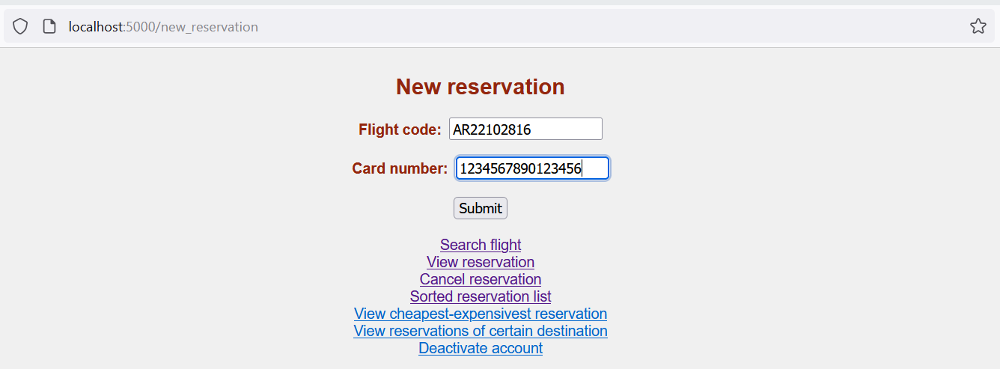 localhost:5000/new_reservation
New reservation
Flight code: AR22102816
Card number: 1234567890123456
Submit
Search flight
View reservation
Cancel reservation
Sorted reservation list
View cheapest-expensivest reservation
View reservations of certain destination
Deactivate account